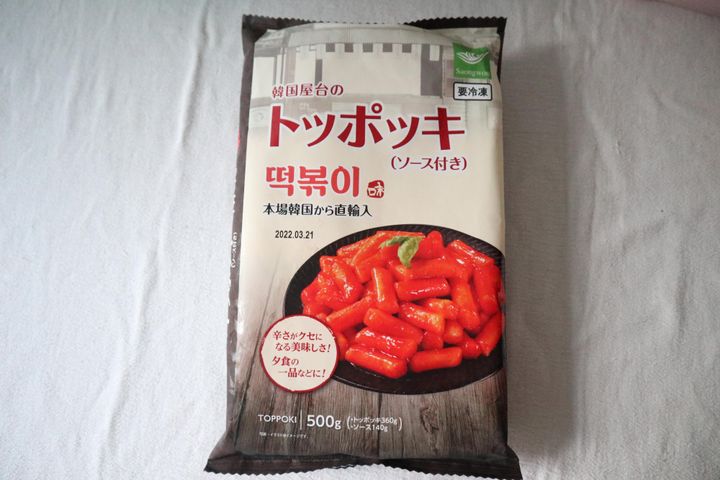 Saongwon
要冷凍
韓国屋台の
トッポッキ
(ソース付き)
떡볶이
本場韓国から直輸入
2022.03.21
辛さがクセに
なる美味しさ!
夕食の
一品などに!
TOPPOKI
500g
・トッポッキ360g
・ソース140g